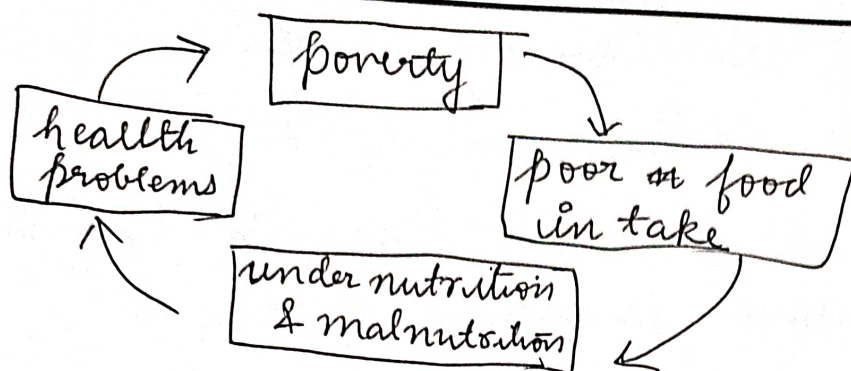 poverty
health
problems
poor food
in take
under nutrition
& malnutrition